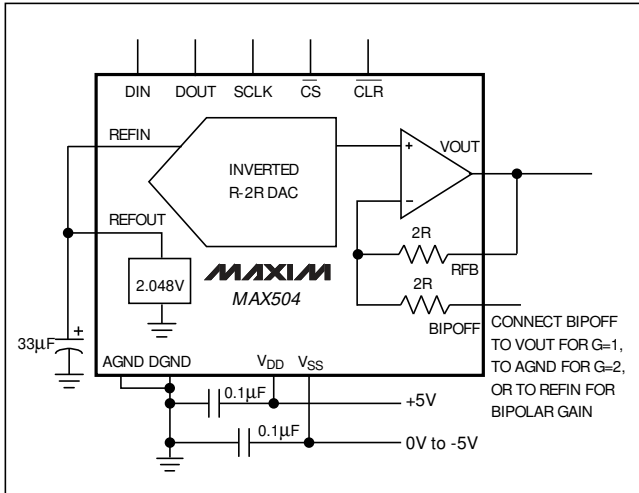 DIN DOUT SCLK CS CLR
REFIN
VOUT
+
INVERTED
R-2R DAC
−
REFOUT
2R
RFB
2.048V
MAXIM
MAX504
2R
BIPOFF
+
33µF
CONNECT BIPOFF
TO VOUT FOR G=1,
TO AGND FOR G=2,
OR TO REFIN FOR
BIPOLAR GAIN
AGND DGND VDD VSS
0.1µF
+5V
0.1µF
0V to -5V